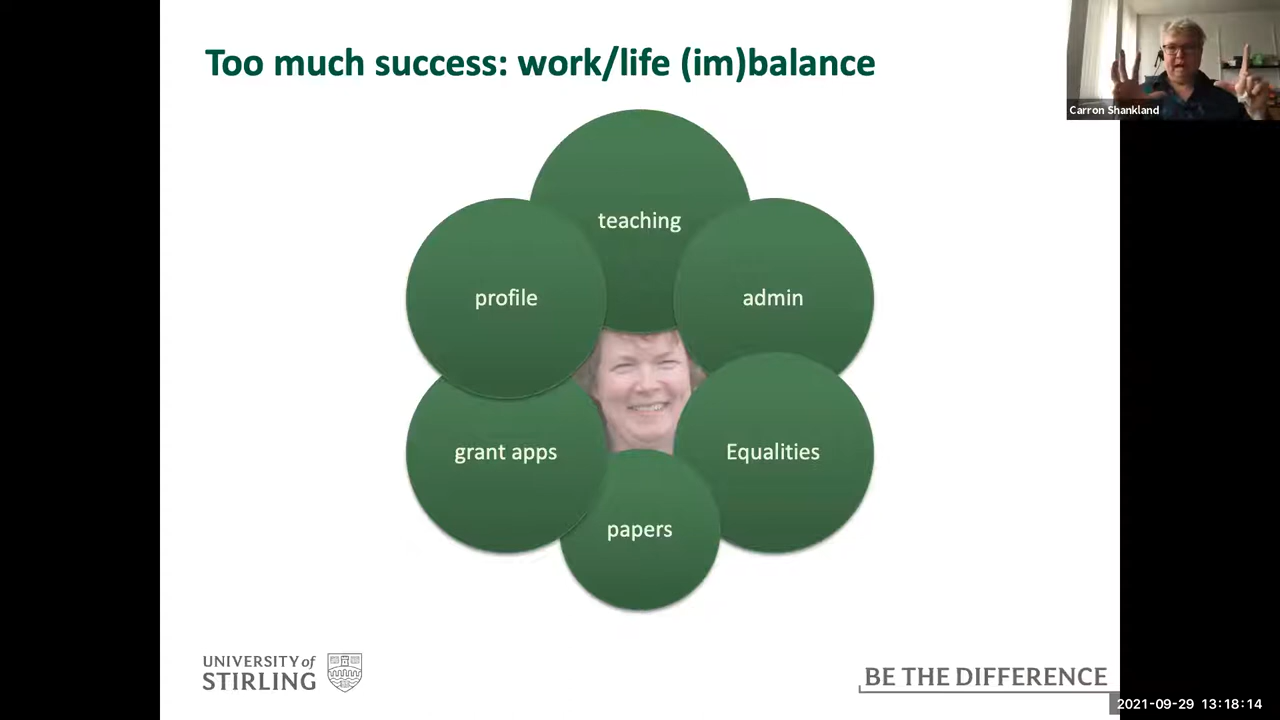 Too much success: work/life (im)balance
Carron Shankland
teaching
profile
admin
grant apps
Equalities
papers
UNIVERSITY of
STIRLING
BE THE DIFFERENCE
2021-09-29 13:18:14